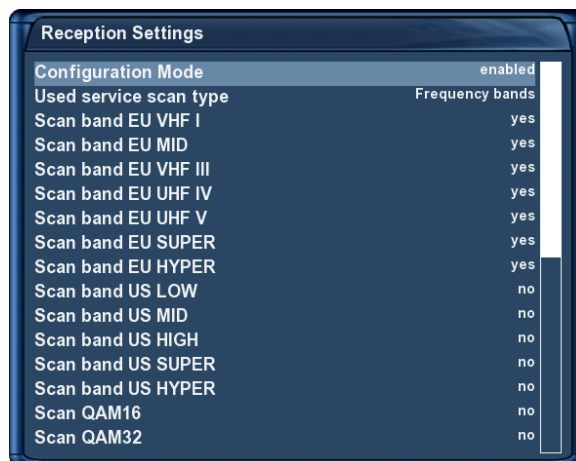 Reception Settings
Configuration Mode enabled
Used service scan type Frequency bands
Scan band EU VHF I yes
Scan band EU MID yes
Scan band EU VHF III yes
Scan band EU UHF IV yes
Scan band EU UHF V yes
Scan band EU SUPER yes
Scan band EU HYPER yes
Scan band US LOW no
Scan band US MID no
Scan band US HIGH no
Scan band US SUPER no
Scan band US HYPER no
Scan QAM16 no
Scan QAM32 no